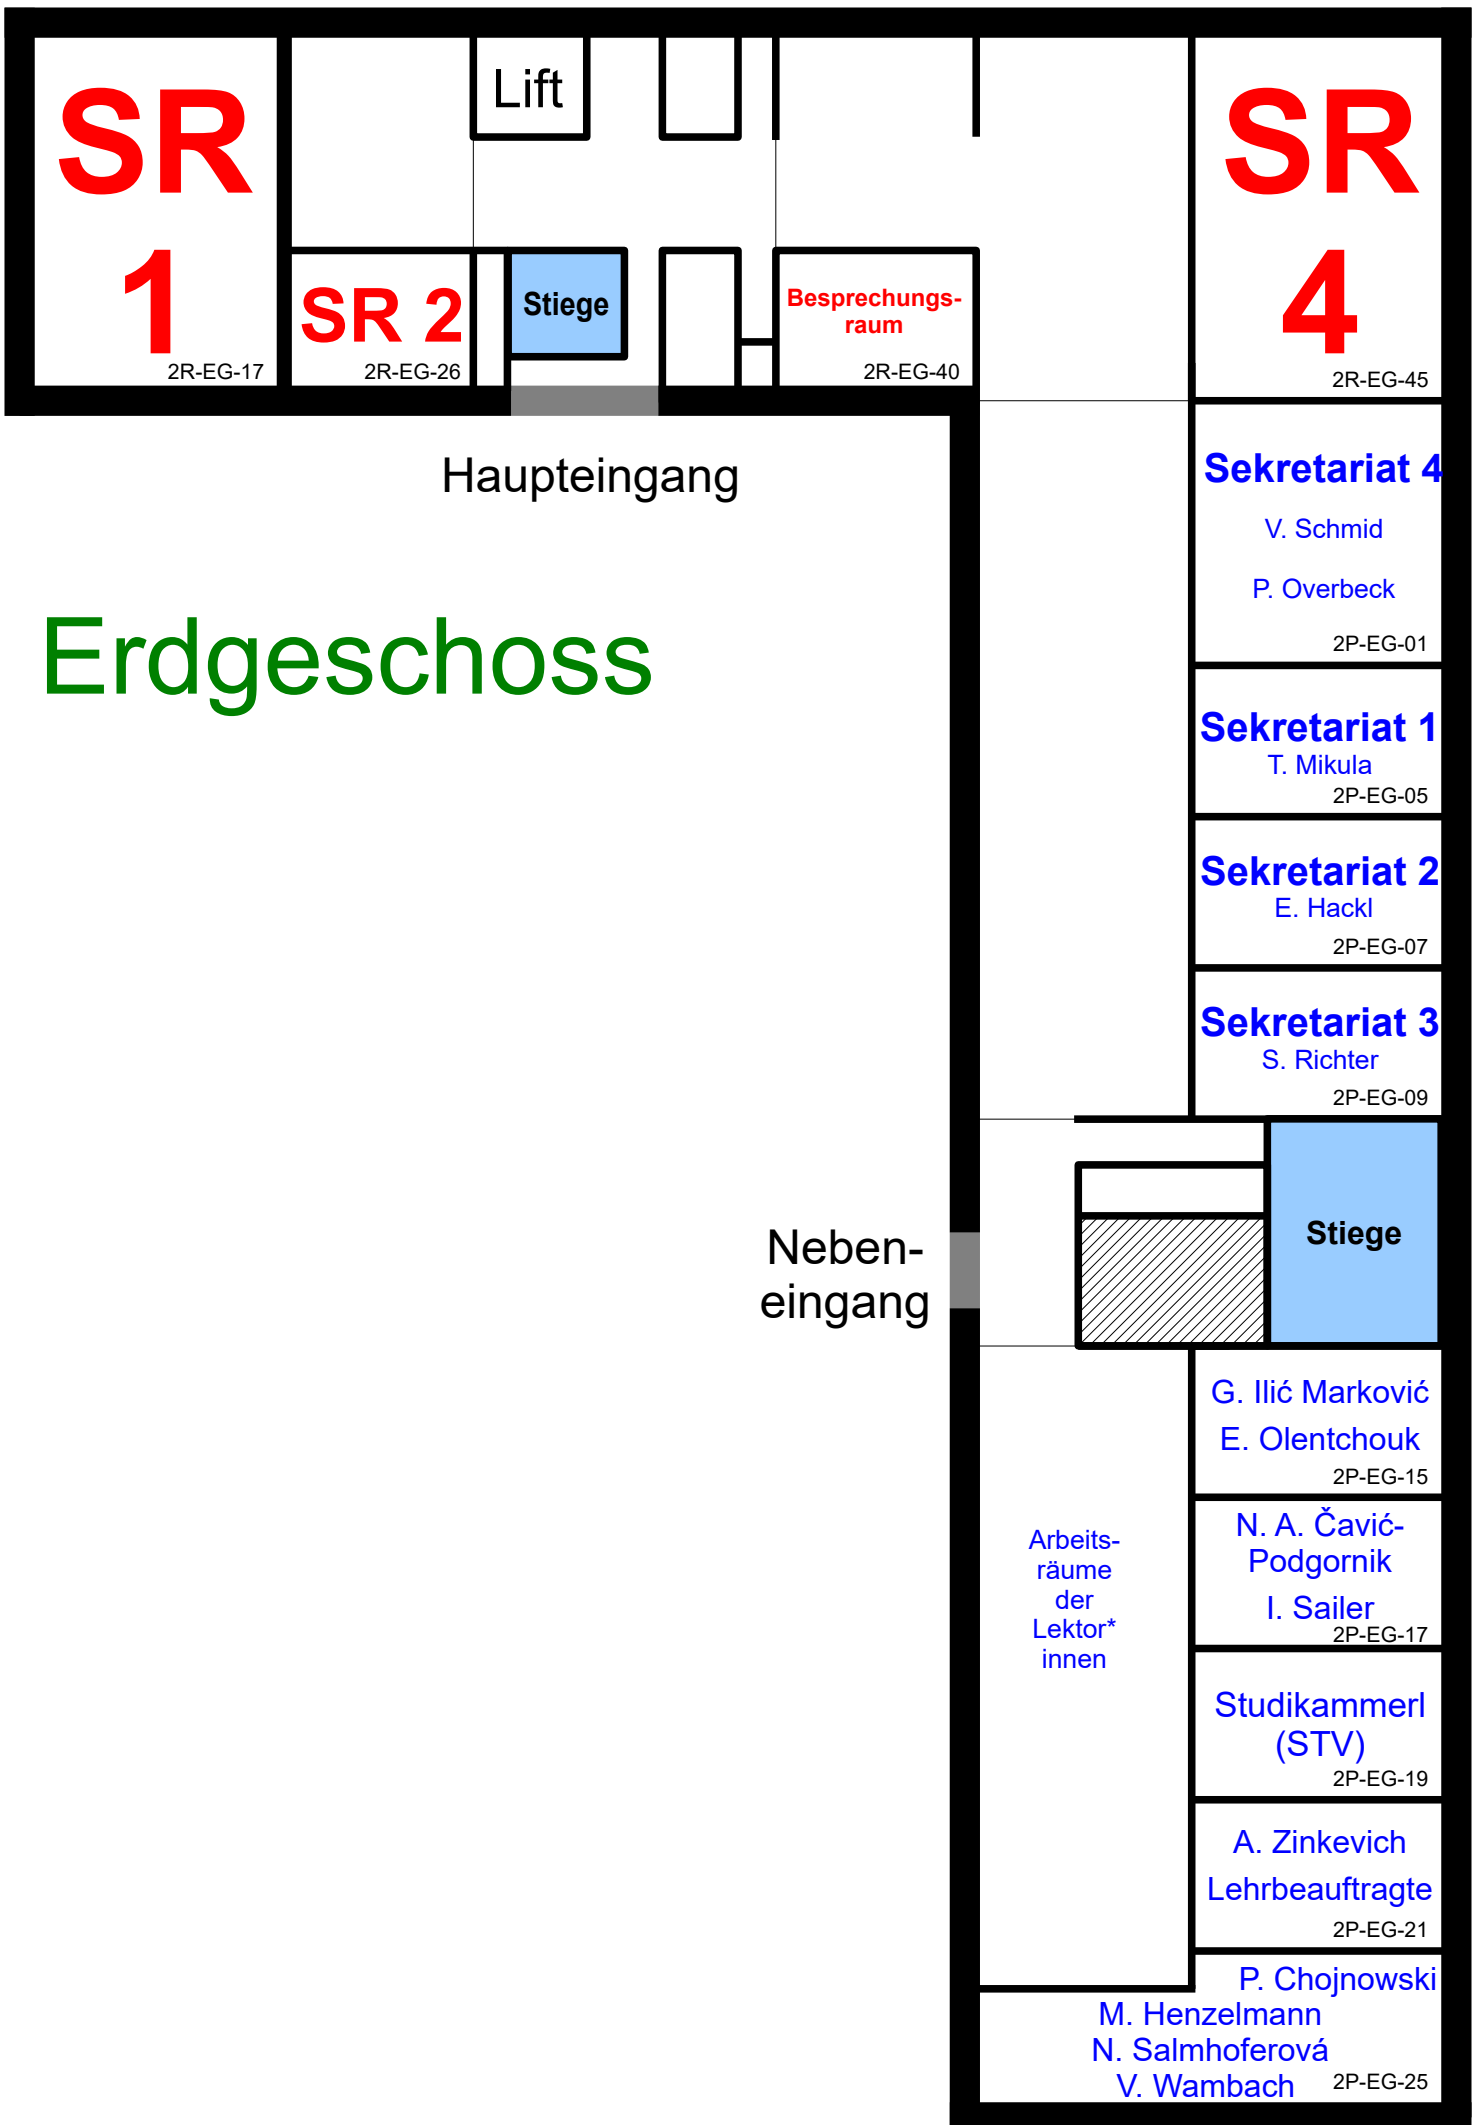 SR
1
2R-EG-17
Lift
SR 2
2R-EG-26
Stiege
Besprechungs-
raum
2R-EG-40
SR
4
2R-EG-45
Haupteingang
Erdgeschoss
Sekretariat 4
V. Schmid
P. Overbeck
2P-EG-01
Sekretariat 1
T. Mikula
2P-EG-05
Sekretariat 2
E. Hackl
2P-EG-07
Sekretariat 3
S. Richter
2P-EG-09
Neben-
eingang
Stiege
G. Ilić Marković
E. Olentchouk
2P-EG-15
Arbeits-
räume
der
Lektor*
innen
N. A. Čavić-
Podgornik
I. Sailer
2P-EG-17
Studikammerl
(STV)
2P-EG-19
A. Zinkevich
Lehrbeauftragte
2P-EG-21
P. Chojnowski
M. Henzelmann
N. Salmhoferová
V. Wambach
2P-EG-25